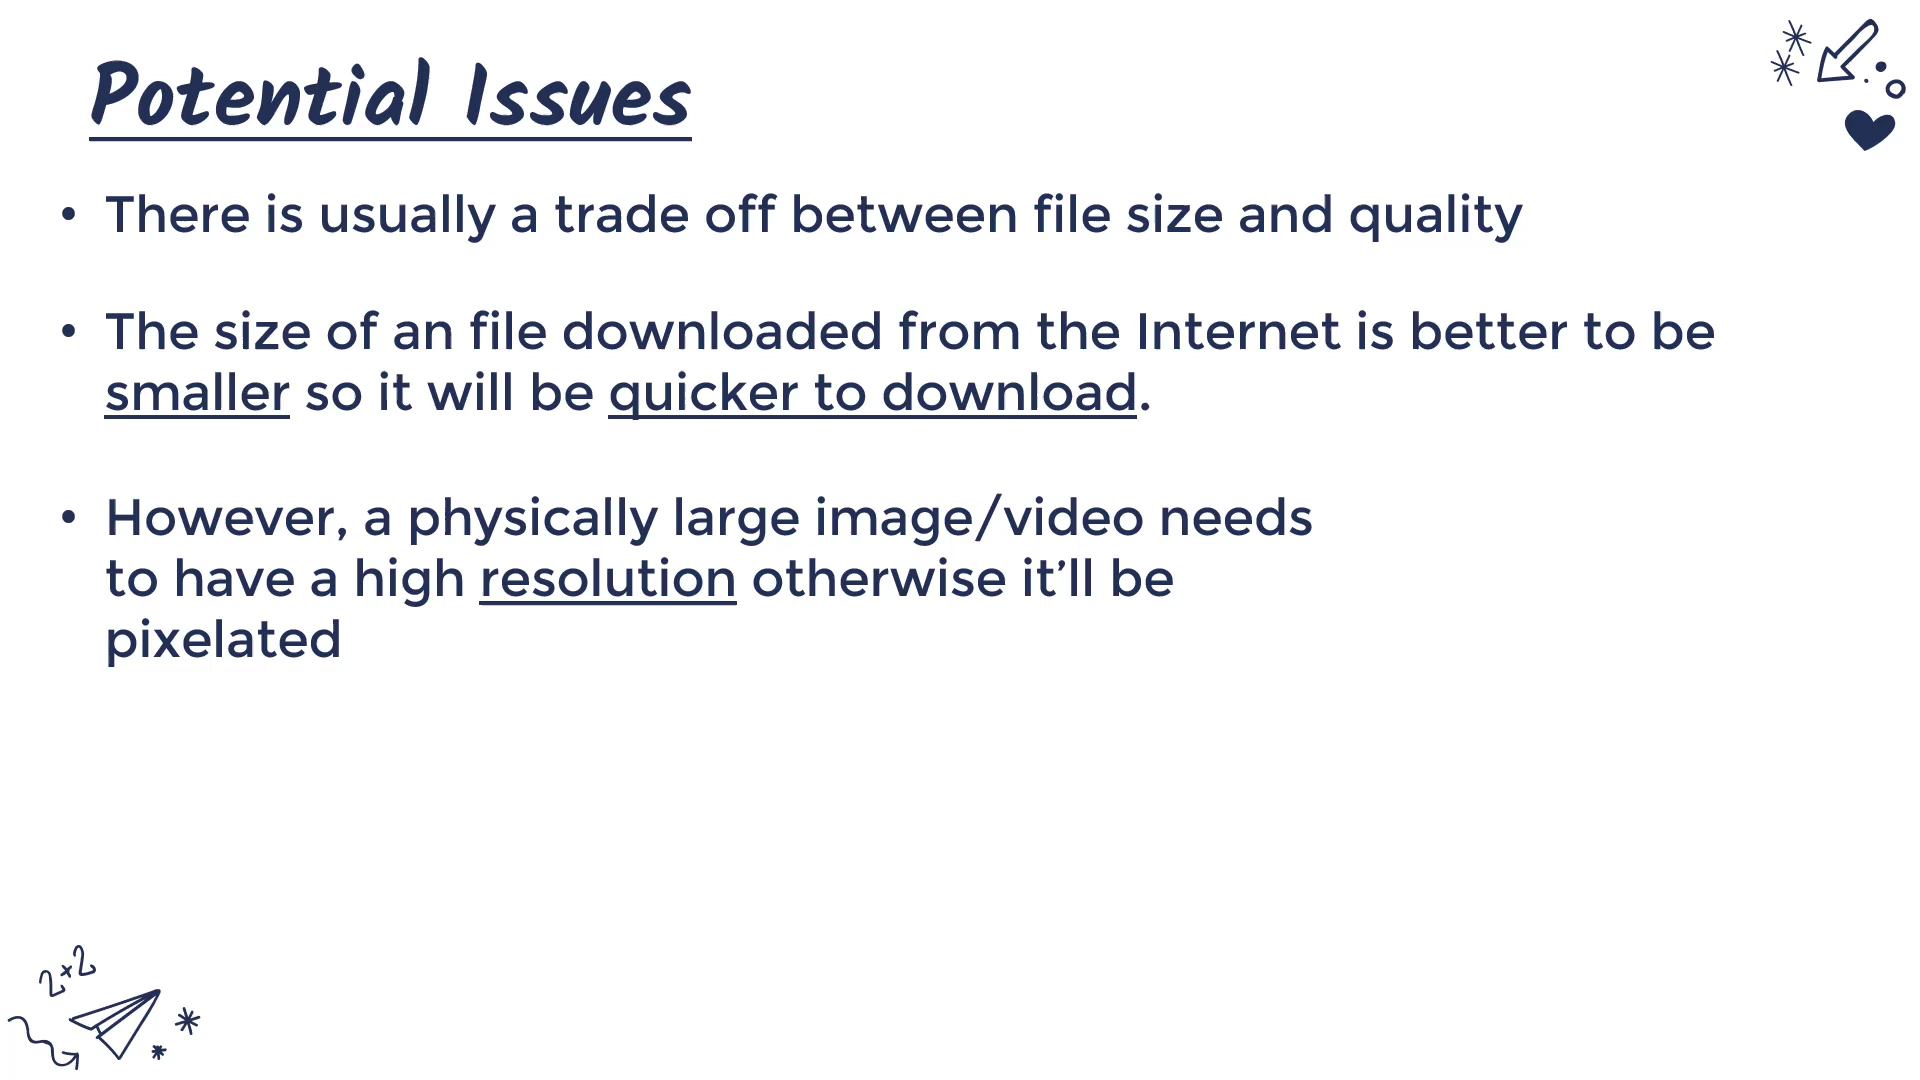 Potential Issues
• There is usually a trade off between file size and quality
• The size of an file downloaded from the Internet is better to be
smaller so it will be quicker to download.
• However, a physically large image/video needs
to have a high resolution otherwise it’ll be
pixelated
2×2